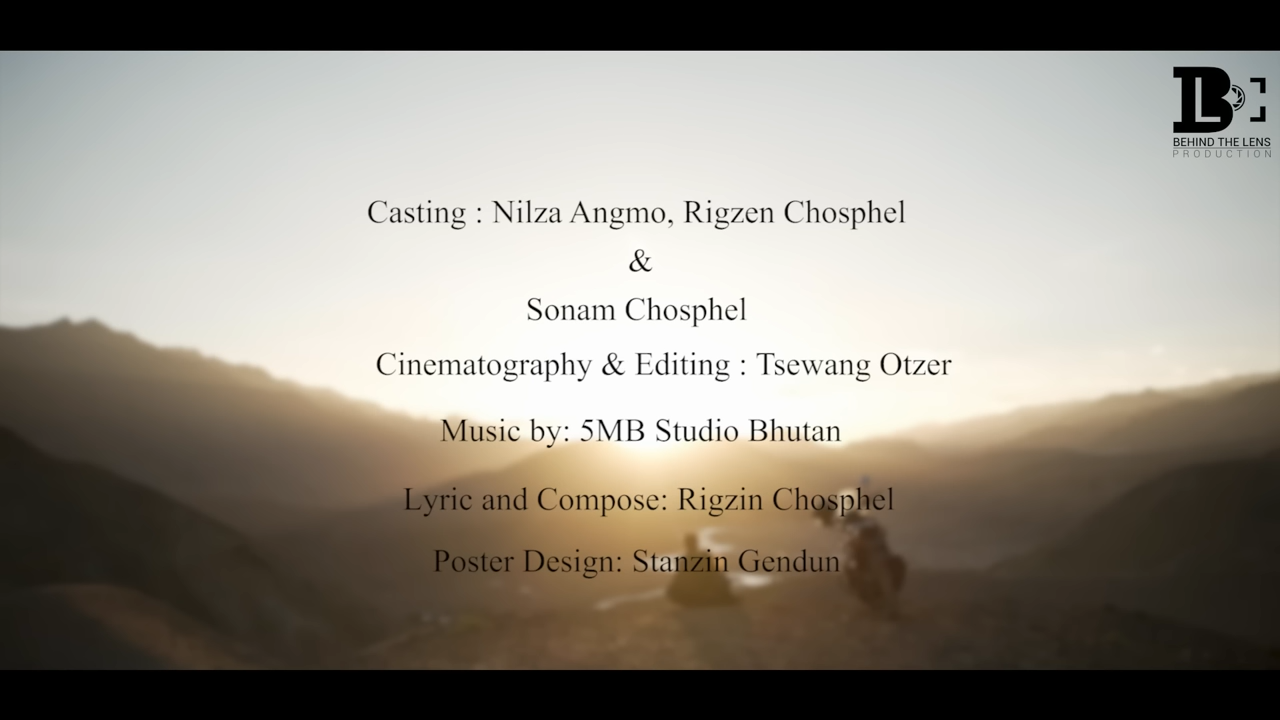 BEHIND THE LENS
PRODUCTION
Casting : Nilza Angmo, Rigzen Chosphel
&
Sonam Chosphel
Cinematography & Editing : Tsewang Otzer
Music by: 5MB Studio Bhutan
Lyric and Compose: Rigzin Chosphel
Poster Design: Stanzin Gendun